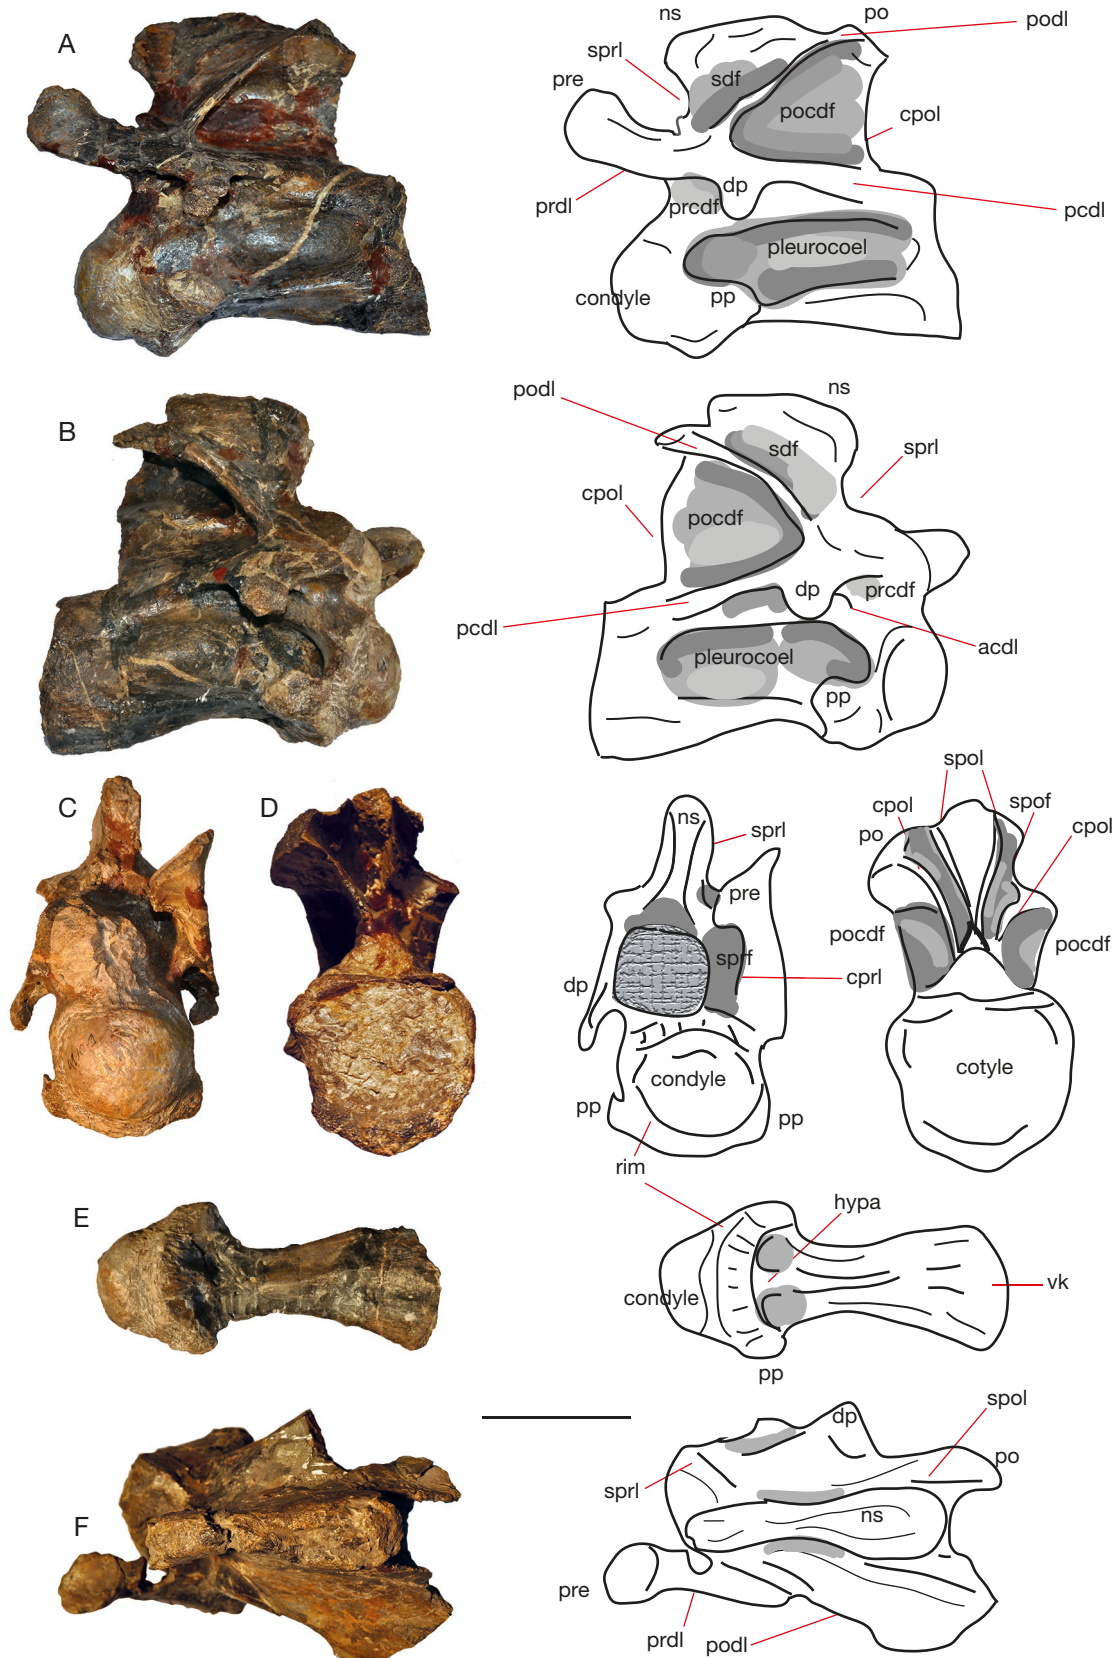 A
ns
po
podl
sprl
pre
sdf
pocdf
cpol
prdl
prcdf
dp
pcdl
pleurocoel
condyle
pp
B
podl
ns
sdf
sprl
cpol
pocdf
dp
prcdf
pcdl
acdl
pleurocoel
pp
C
D
ns
sprl
pre
sprf
dp
cprl
condyle
pp
pp
rim
spol
cpol
spof
po
cpol
pocdf
pocdf
cotyle
E
hypa
condyle
vk
pp
F
dp
spol
po
sprl
ns
pre
prdl
podl